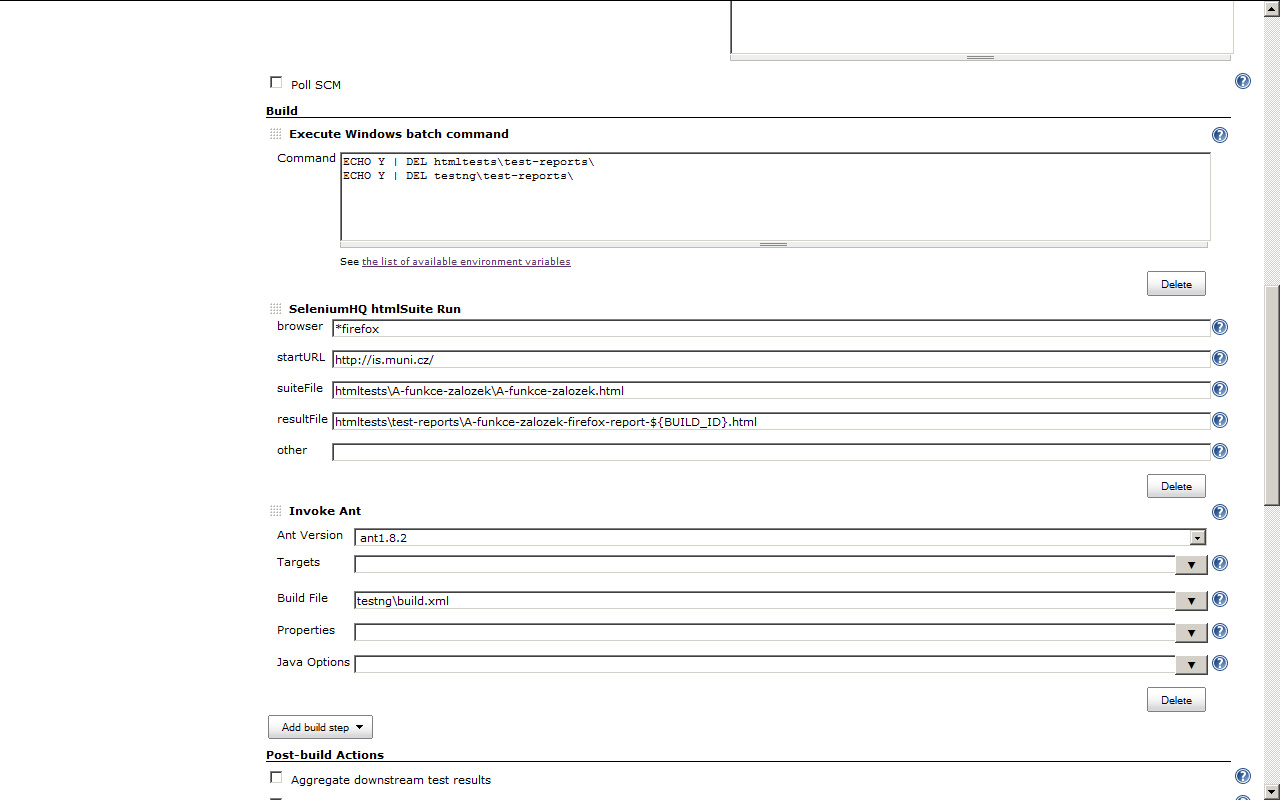 Poll SCM
Build
Execute Windows batch command
Command
ECHO Y | DEL htmltests\test-reports\
ECHO Y | DEL testng\test-reports\
See the list of available environment variables
Delete
SeleniumHQ htmlSuite Run
browser *firefox
startURL http://is.muni.cz/
suiteFile htmltests\A-funkce-zalozek\A-funkce-zalozek.html
resultFile htmltests\test-reports\A-funkce-zalozek-firefox-report-${BUILD_ID}.html
other
Delete
Invoke Ant
Ant Version ant1.8.2
Targets
Build File testng\build.xml
Properties
Java Options
Delete
Add build step
Post-build Actions
Aggregate downstream test results